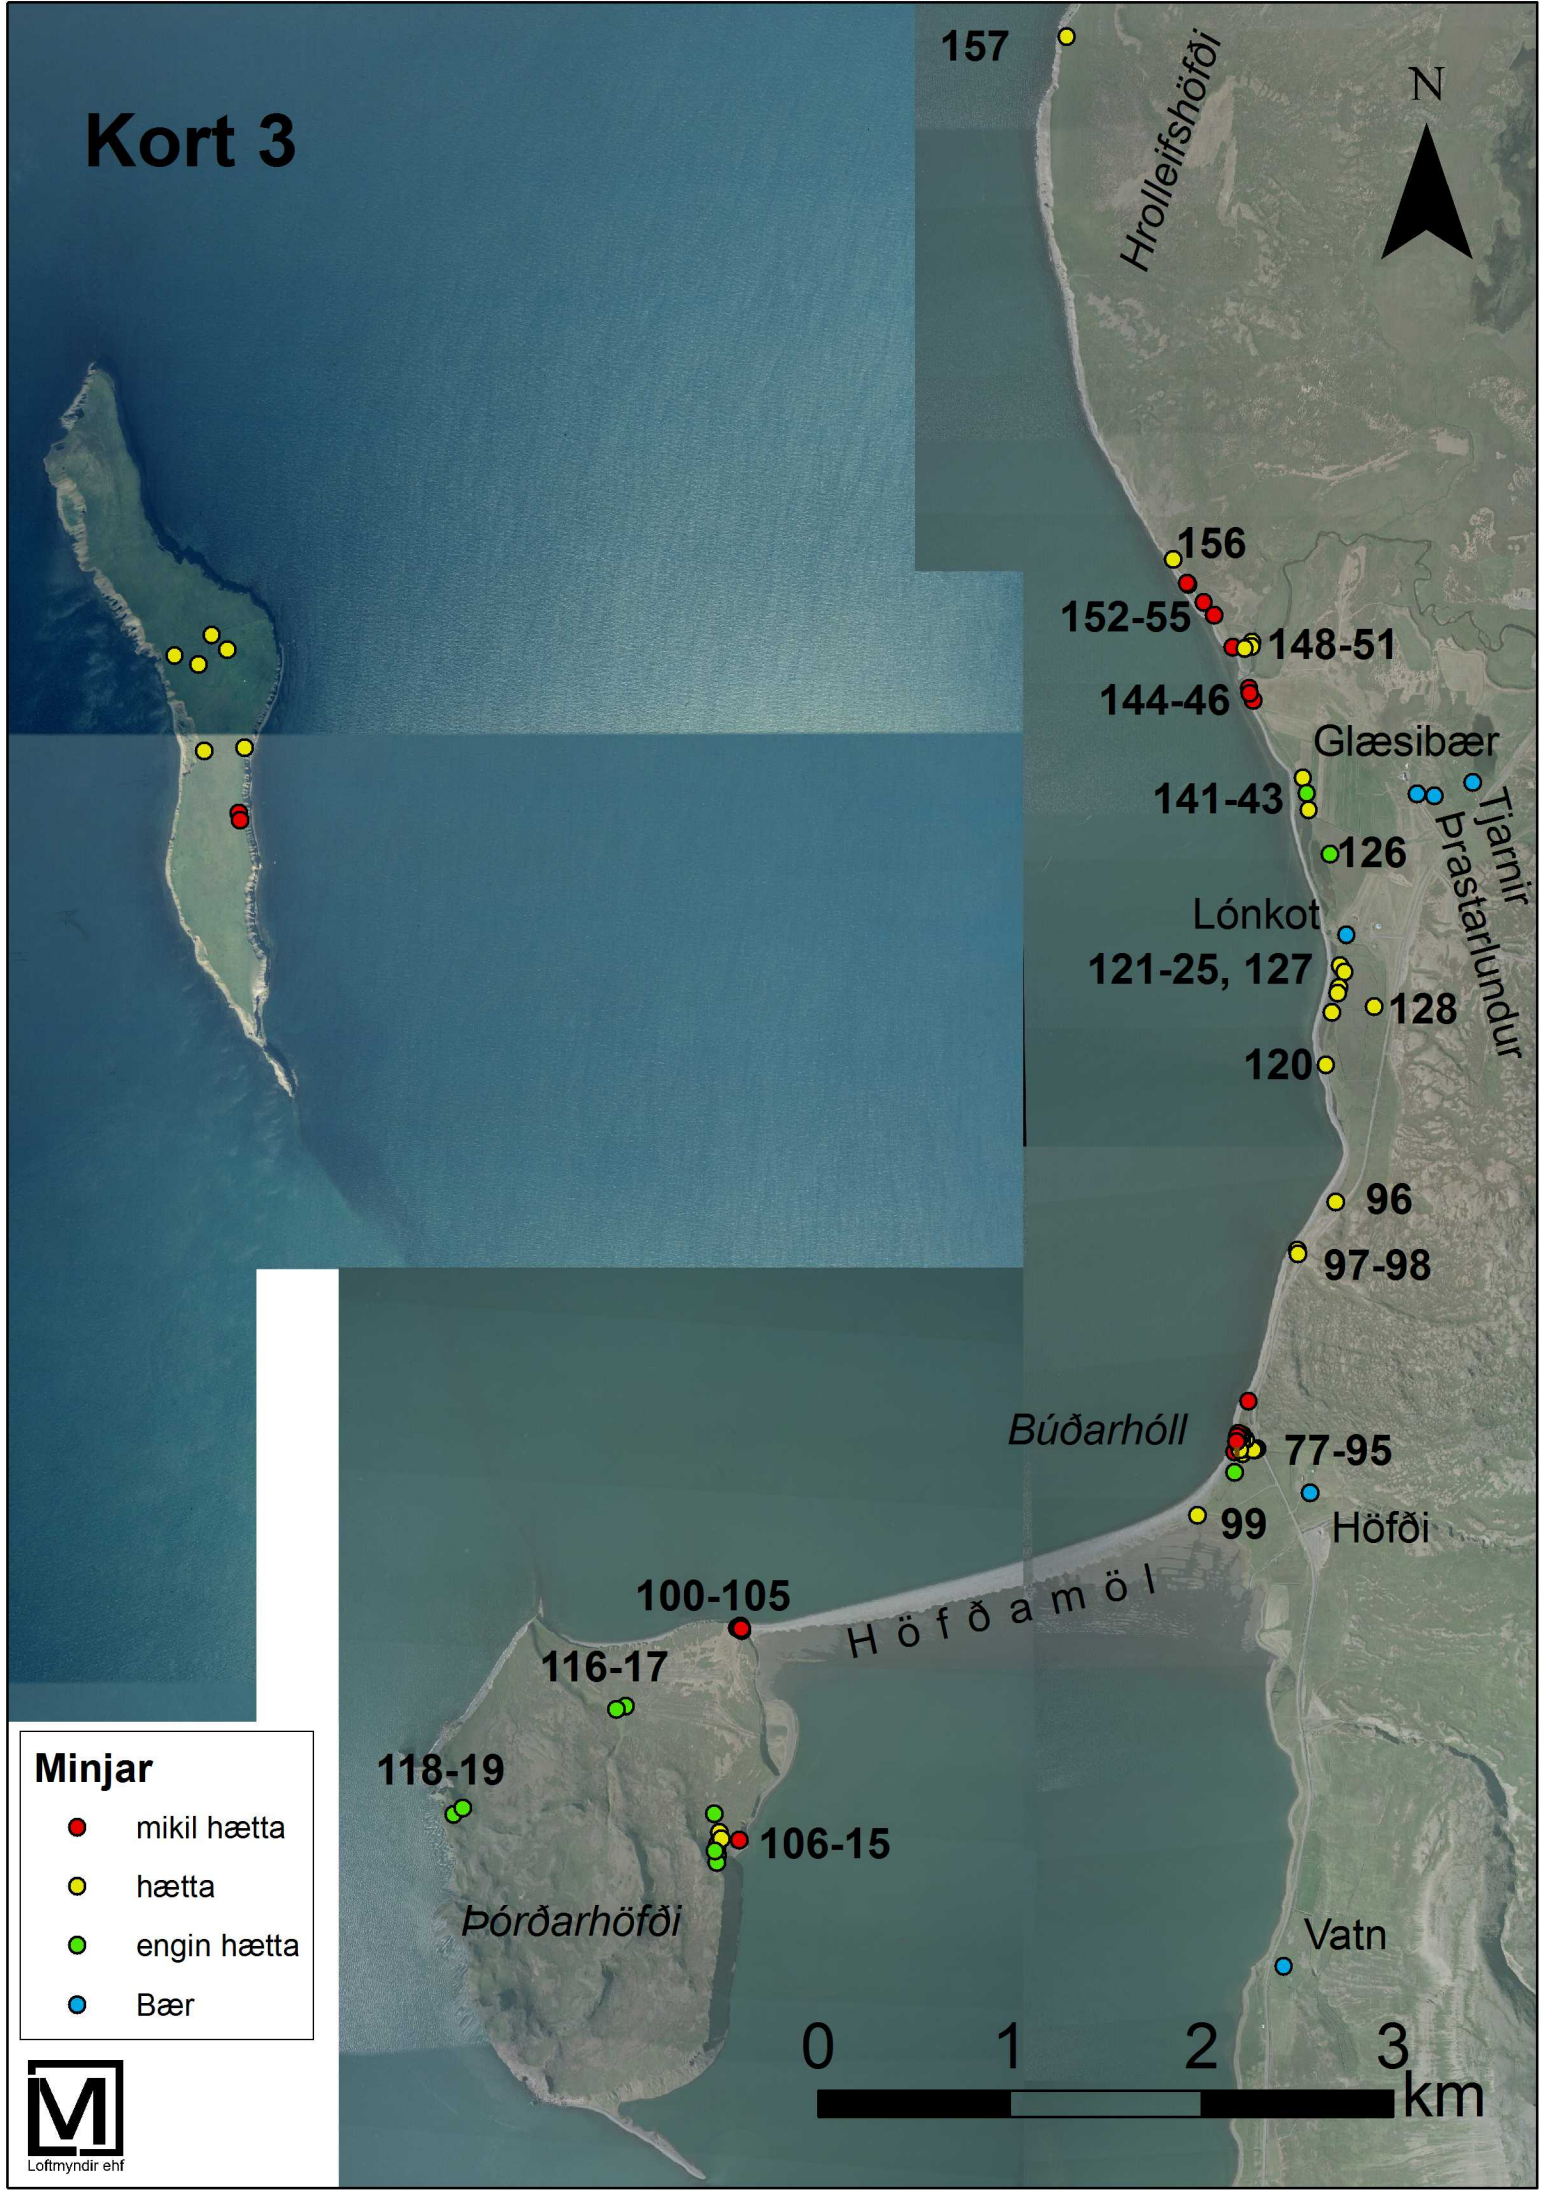 Kort 3
157
Hrolleifshöfði
N
156
152-55
148-51
144-46
Glæsibær
141-43
Tjarnir
Þrastarlundur
126
Lónkot
121-25, 127
128
120
96
97-98
Búðarhóll
77-95
Höfði
99
Höfðamöl
100-105
116-17
118-19
106-15
Þórðarhöfði
Vatn
0 1 2 3
km
Minjar
mikil hætta
hætta
engin hætta
Bær
M
Loftmyndir ehf